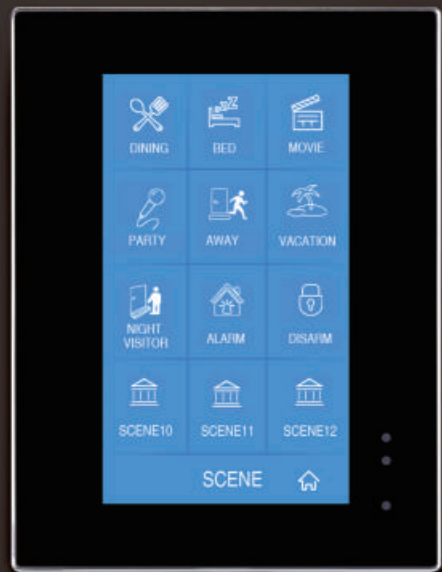 DINING BED MOVIE
PARTY AWAY VACATION
NIGHT
VISITOR ALARM DISARM
SCENE10 SCENE11 SCENE12
SCENE